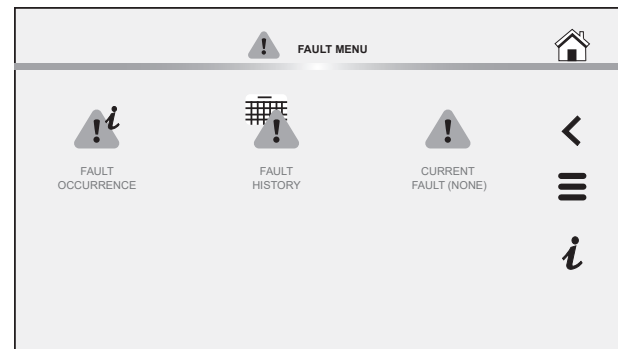 FAULT MENU
FAULT
OCCURRENCE
FAULT
HISTORY
CURRENT
FAULT (NONE)